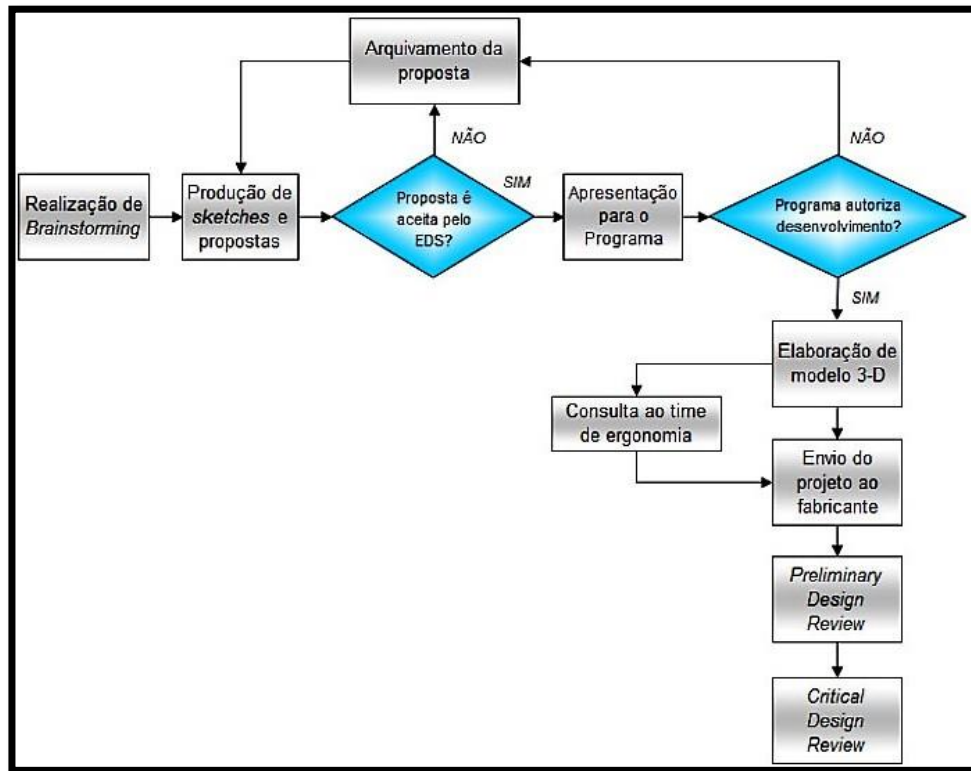 Arquivamento da
proposta
NÃO
NÃO
Realização de
Brainstorming
Produção de
sketches e
propostas
Proposta é
aceita pelo
EDS?
SIM
Apresentação
para o
Programa
Programa autoriza
desenvolvimento?
SIM
Elaboração de
modelo 3-D
Consulta ao time
de ergonomia
Envio do
projeto ao
fabricante
Preliminary
Design
Review
Critical
Design
Review